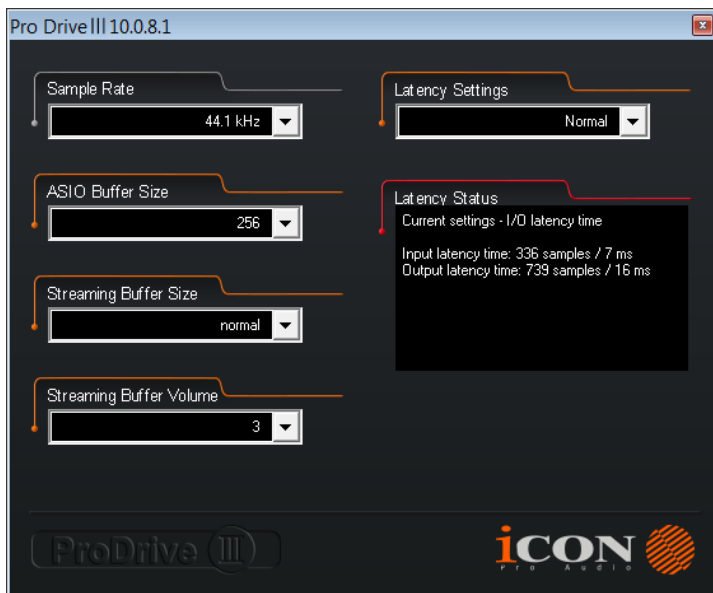 Pro Drive III 10.0.8.1
Sample Rate
44.1 kHz
ASIO Buffer Size
256
Streaming Buffer Size
normal
Streaming Buffer Volume
3
Latency Settings
Normal
Latency Status
Current settings - I/O latency time
Input latency time: 336 samples / 7 ms
Output latency time: 739 samples / 16 ms
ProDrive III
iCON
Pro Audio